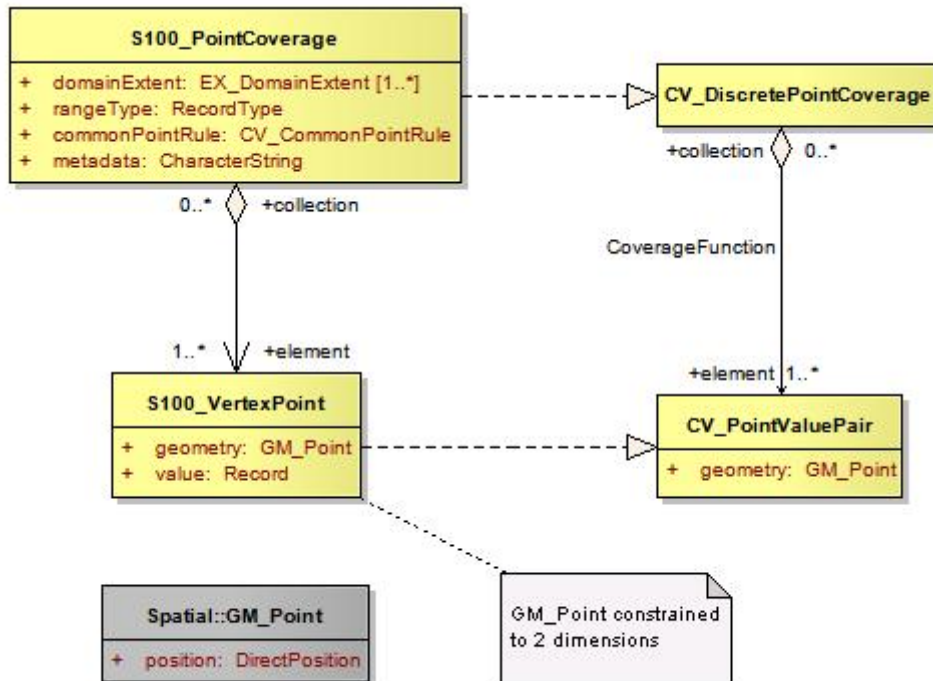 S100_PointCoverage
+ domainExtent: EX_DomainExtent [1..*]
+ rangeType: RecordType
+ commonPointRule: CV_CommonPointRule
+ metadata: CharacterString
CV_DiscretePointCoverage
0..* +collection
+collection 0..*
CoverageFunction
1..* +element
+element 1..*
S100_VertexPoint
+ geometry: GM_Point
+ value: Record
CV_PointValuePair
+ geometry: GM_Point
Spatial::GM_Point
+ position: DirectPosition
GM_Point constrained
to 2 dimensions